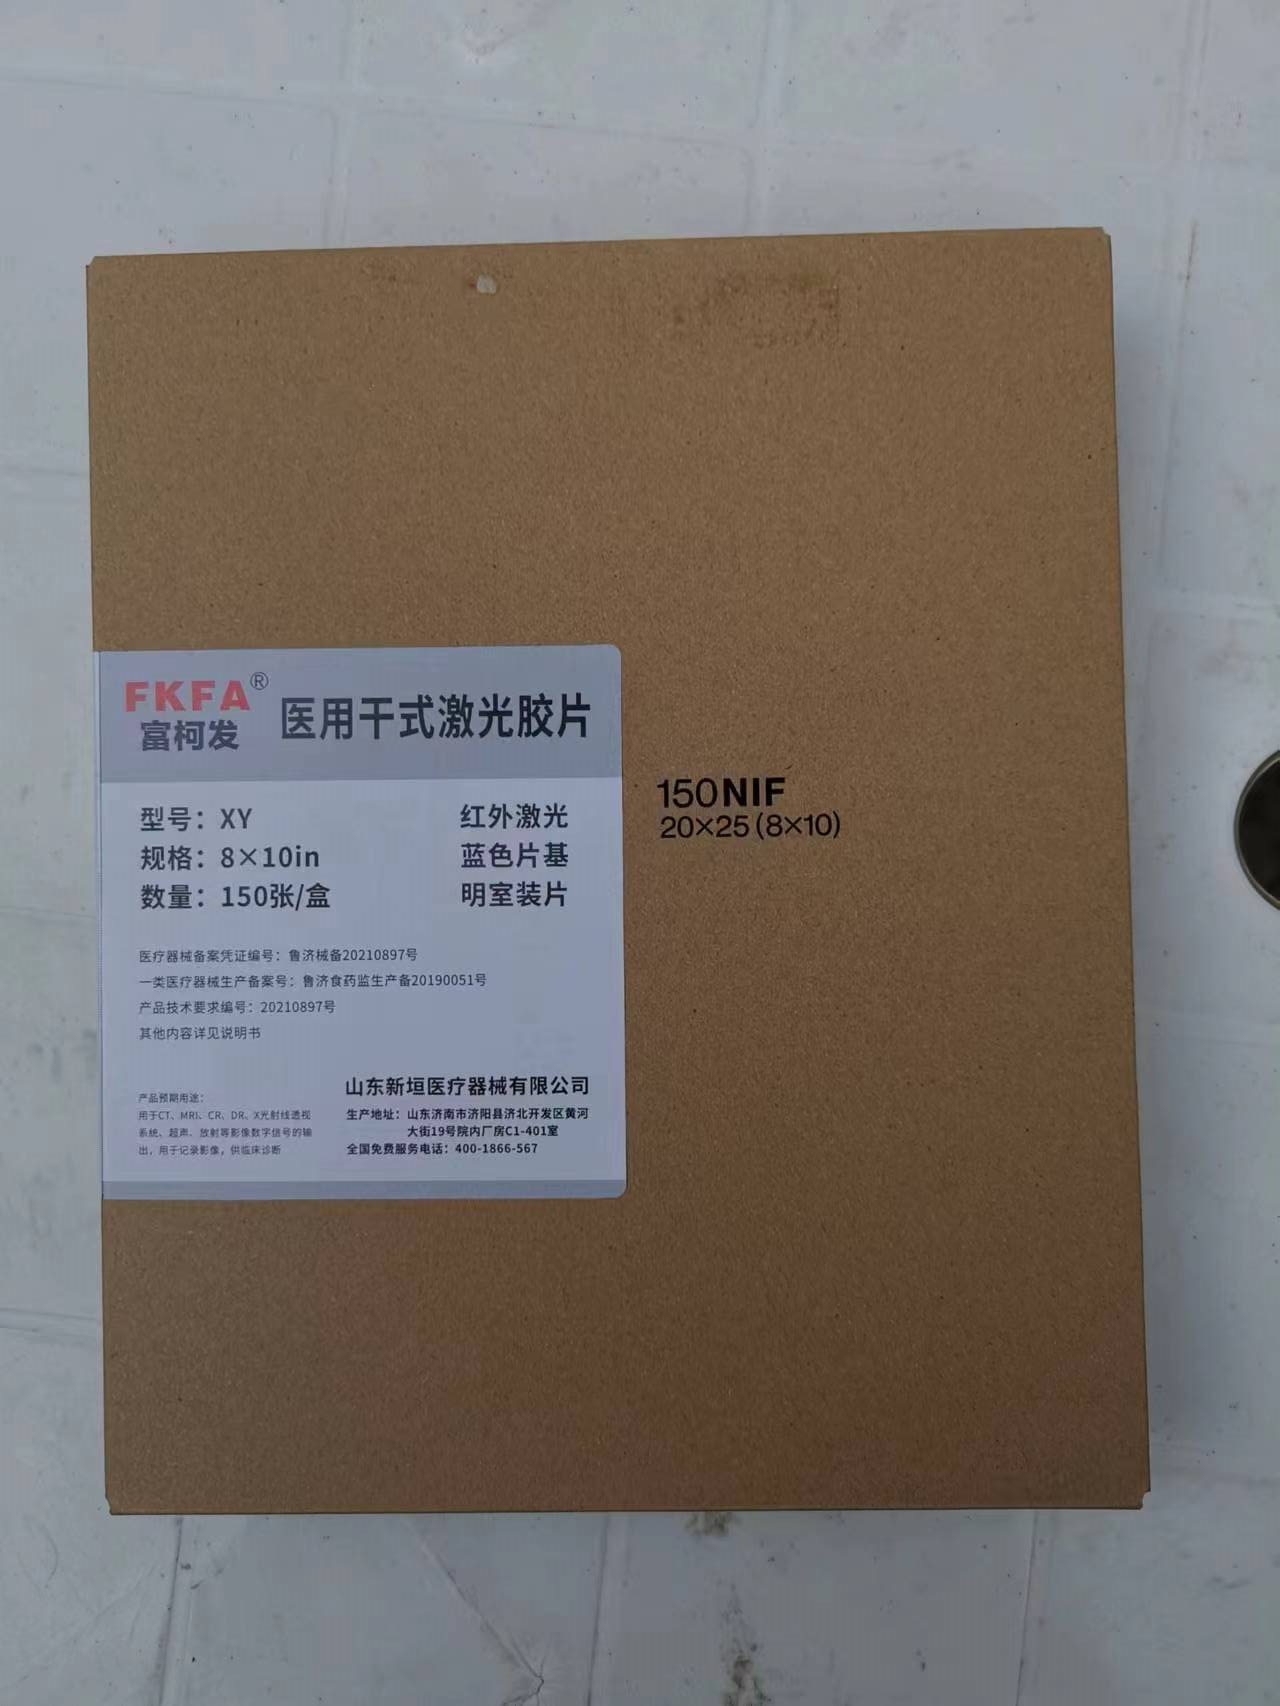 FKFA®
富柯发
医用干式激光胶片
型号：XY
红外激光
规格：8×10in
蓝色片基
数量：150张/盒
明室装片
医疗器械备案凭证编号：鲁济械备20210897号
一类医疗器械生产备案号：鲁济食药监生产备20190051号
产品技术要求编号：20210897号
其他内容详见说明书
产品预期用途：
用于CT、MRI、CR、DR、X光射线透视
系统、超声、放射等影像数字信号的输
出，用于记录影像，供临床诊断
山东新垣医疗器械有限公司
生产地址：山东济南市济阳县济北开发区黄河
大街19号院内厂房C1-401室
全国免费服务电话：400-1866-567
150NIF
20×25 (8×10)